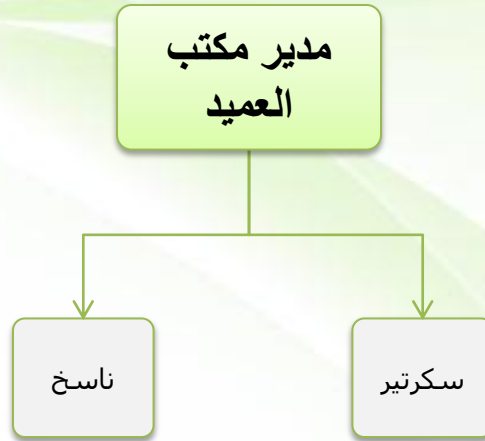 مدير مكتب
العميد
سكرتير
ناسخ